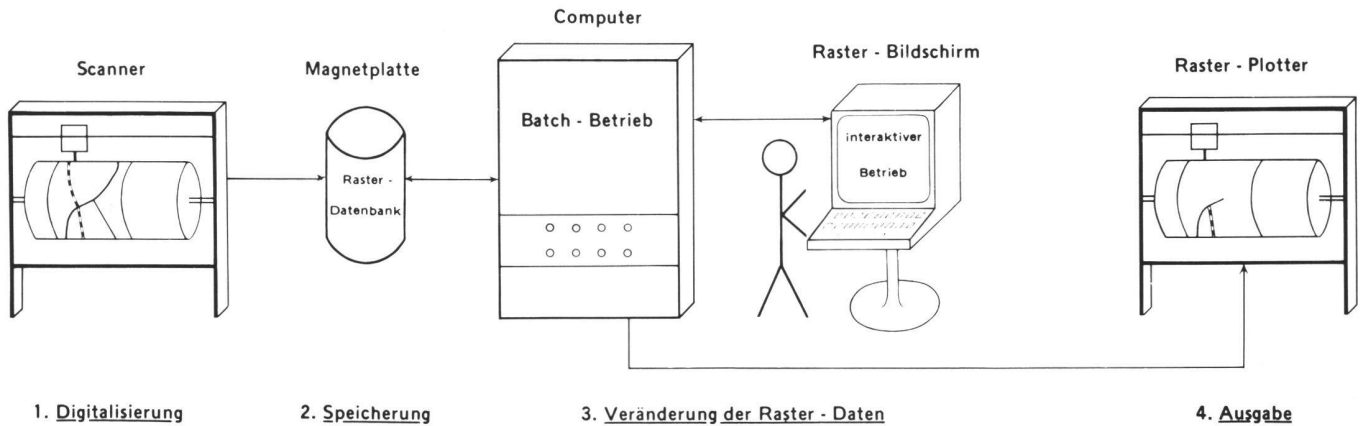 Computer
Scanner
Magnetplatte
Raster - Bildschirm
Raster - Plotter
Batch - Betrieb
interaktiver
Betrieb
Raster -
Datenbank
1. Digitalisierung
2. Speicherung
3. Veränderung der Raster - Daten
4. Ausgabe